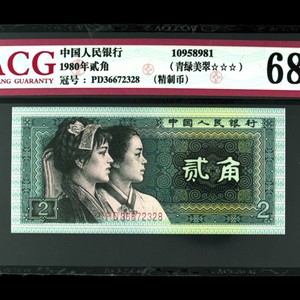 ACG
NG GUARANTY
中国人民银行
1980年贰角
冠号：PD36672328
10958981
（青绿美翠☆☆☆）
（精制币）
68
中国人民银行
贰角
PD36672328
2
2